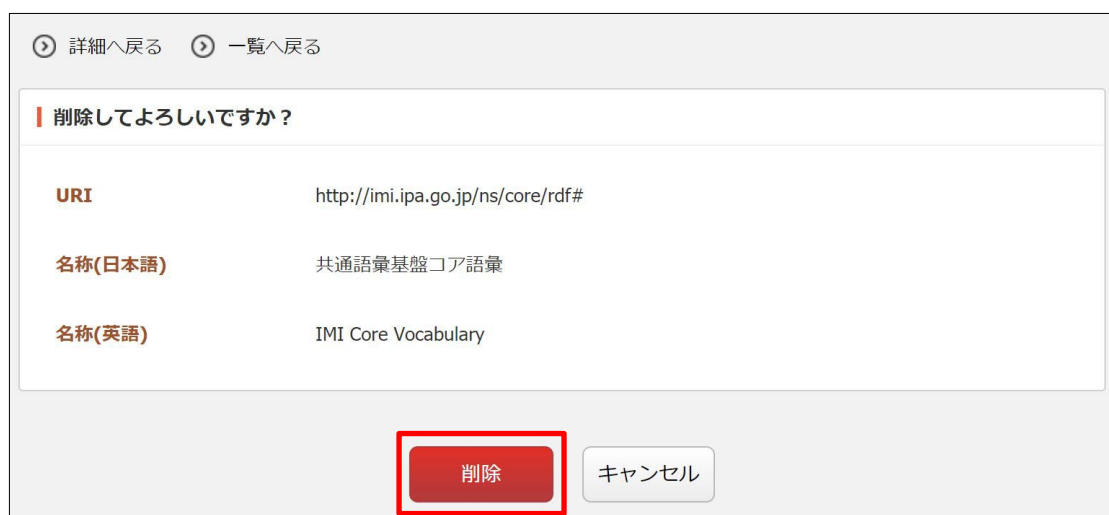 詳細へ戻る 一覧へ戻る
削除してよろしいですか？
URI http://imi.ipa.go.jp/ns/core/rdf#
名称(日本語) 共通語彙基盤コア語彙
名称(英語) IMI Core Vocabulary
削除 キャンセル